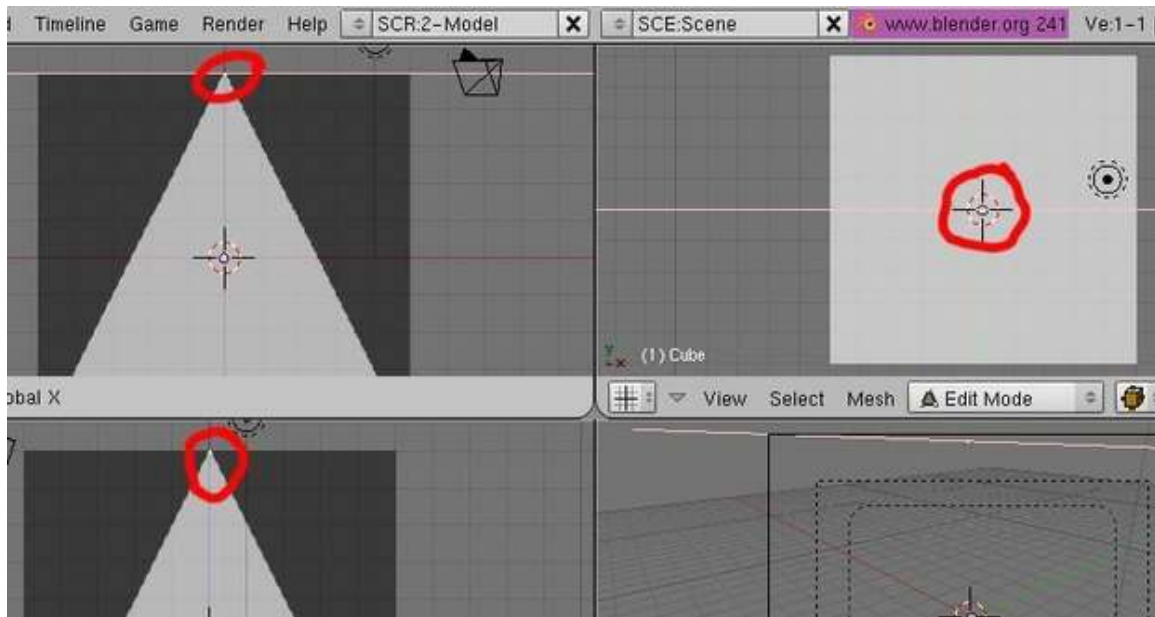 Timeline Game Render Help SCR:2-Model X SCE:Scene X www.blender.org 241 Ve:1-1
(1) Cube
obal X
View Select Mesh Edit Mode